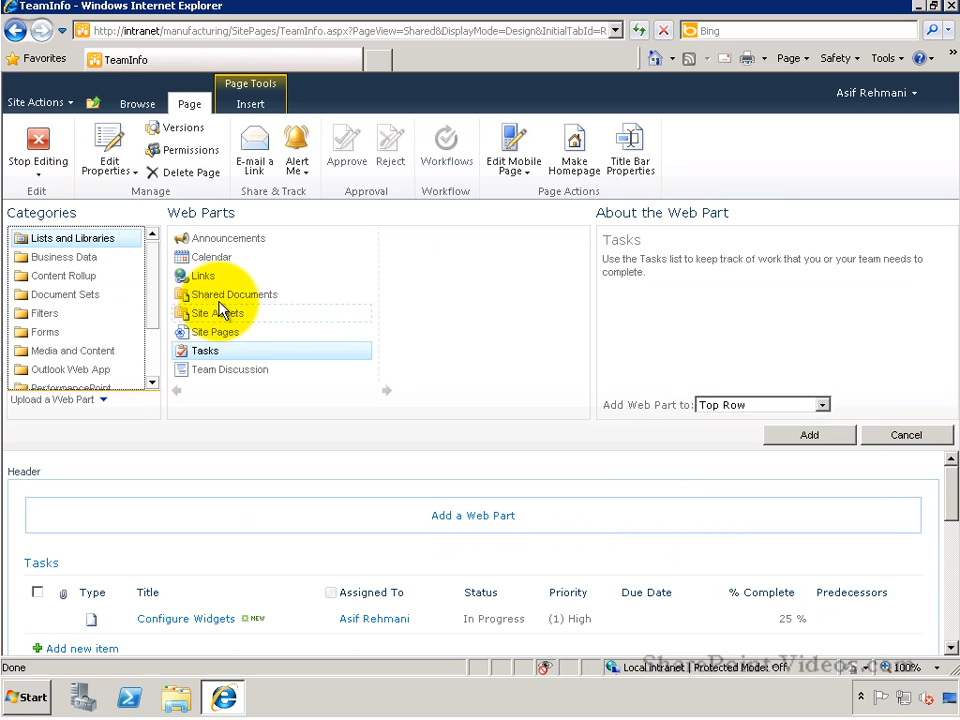 TeamInfo - Windows Internet Explorer
http://intranet/manufacturing/SitePages/TeamInfo.aspx?PageView=Shared&DisplayMode=Design&InitialTabId=R
Bing
Favorites
TeamInfo
Page
Safety
Tools
Page Tools
Site Actions
Browse
Page
Insert
Asif Rehmani
Stop Editing
Edit Properties
Versions
Permissions
Delete Page
E-mail a Link
Alert Me
Approve
Reject
Workflows
Edit Mobile Page
Make Homepage
Title Bar Properties
Edit
Manage
Share & Track
Approval
Workflow
Page Actions
Categories
Lists and Libraries
Business Data
Content Rollup
Document Sets
Filters
Forms
Media and Content
Outlook Web App
PerformancePoint
Upload a Web Part
Web Parts
Announcements
Calendar
Links
Shared Documents
Site Assets
Site Pages
Tasks
Team Discussion
About the Web Part
Tasks
Use the Tasks list to keep track of work that you or your team needs to
complete.
Add Web Part to: Top Row
Add
Cancel
Header
Add a Web Part
Tasks
Type Title Assigned To Status Priority Due Date % Complete Predecessors
Configure Widgets NEW Asif Rehmani In Progress (1) High 25 %
Add new item
Done
Local intranet | Protected Mode: Off
100%
SharePoint-Videos.com
Start